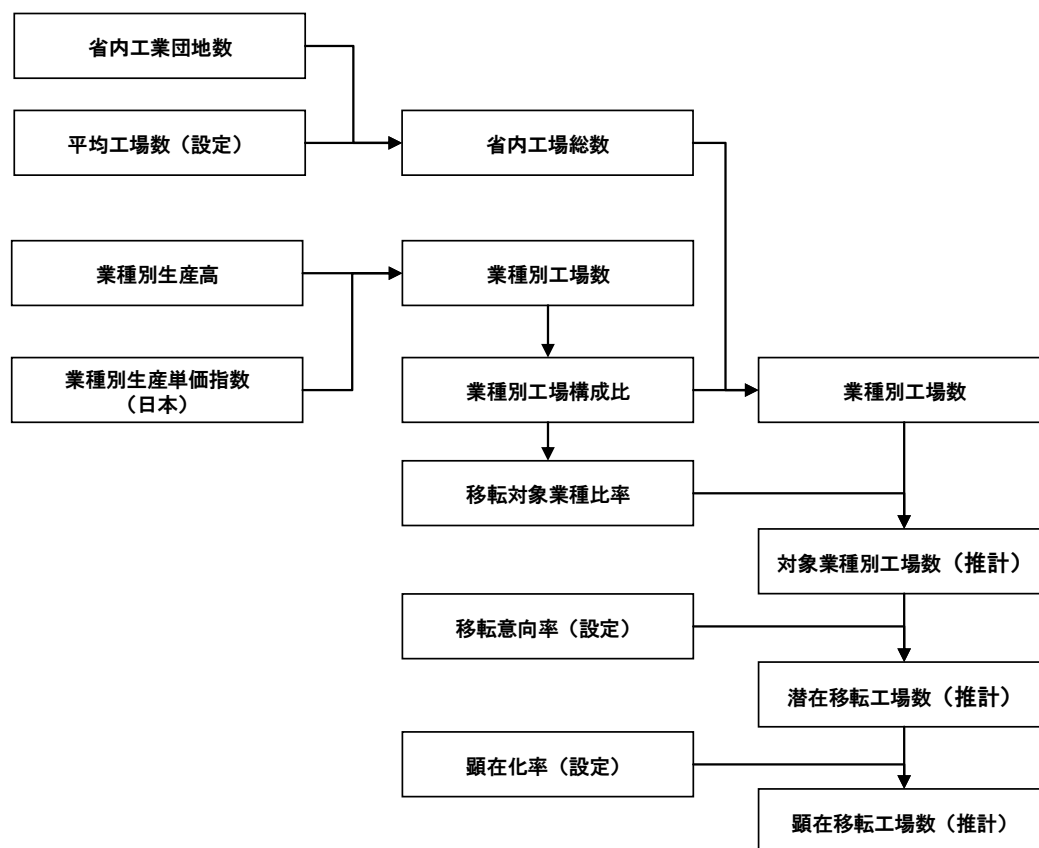 省内工業団地数
平均工場数（設定）
省内工場総数
業種別生産高
業種別工場数
業種別生産単価指数
（日本）
業種別工場構成比
業種別工場数
移転対象業種比率
対象業種別工場数（推計）
移転意向率（設定）
潜在移転工場数（推計）
顕在化率（設定）
顕在移転工場数（推計）